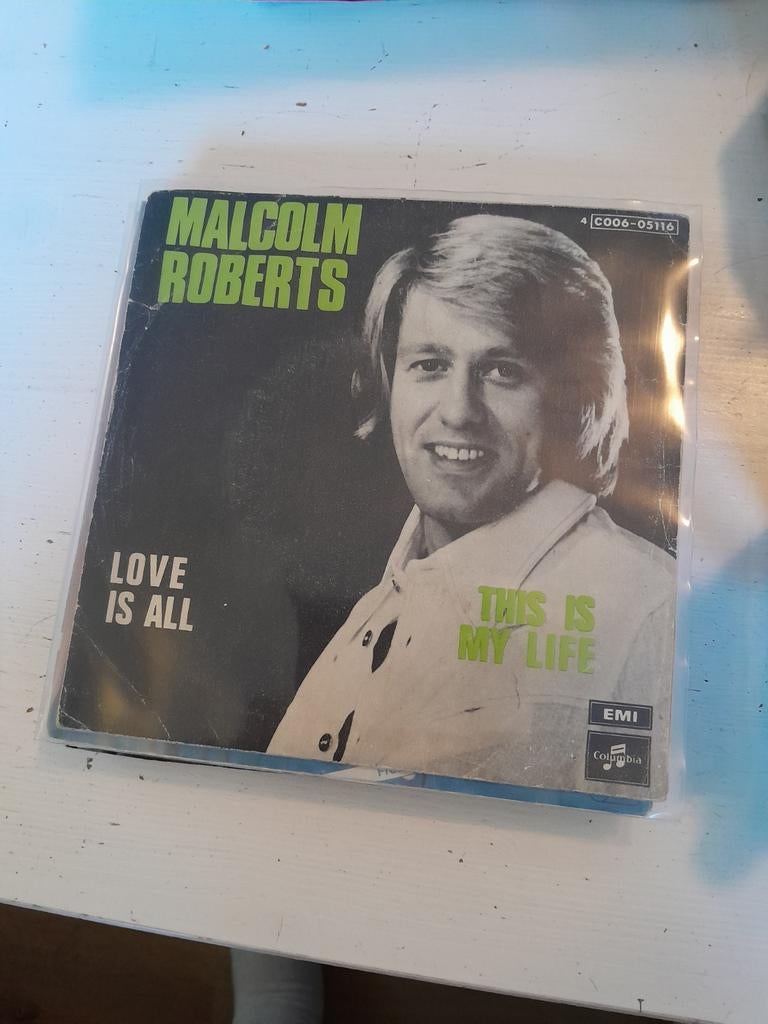 MALCOLM
ROBERTS
4 C006-05116
LOVE
IS ALL
THIS IS
MY LIFE
EMI
Columbia